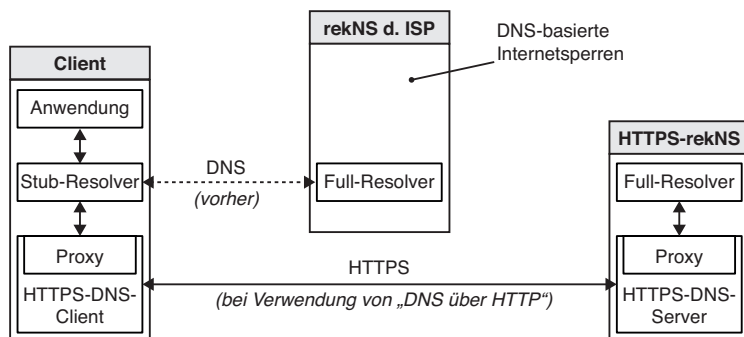 rekNS d. ISP
DNS-basierte
Internetsperren
Client
Anwendung
HTTPS-rekNS
Stub-Resolver
DNS
(vorher)
Full-Resolver
Full-Resolver
Proxy
HTTPS-DNS-
Client
HTTPS
(bei Verwendung von „DNS über HTTP“)
Proxy
HTTPS-DNS-
Server